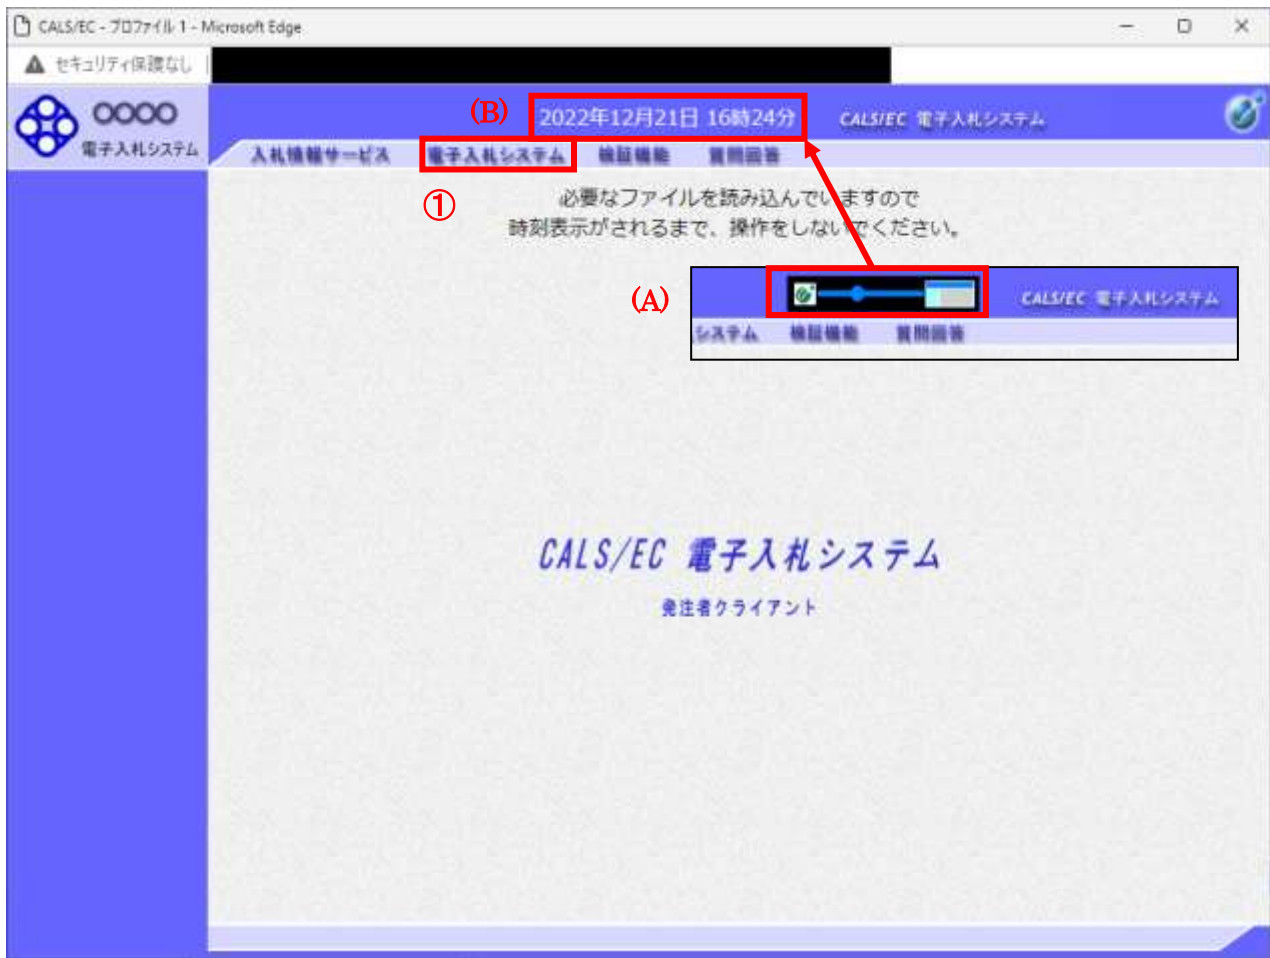 CALS/EC - プロファイル 1 - Microsoft Edge
セキュリティ保護なし
○○○○
電子入札システム
(B)
2022年12月21日 16時24分
CALS/EC 電子入札システム
入札情報サービス 電子入札システム 検証機能 質問回答
①
必要なファイルを読み込んでいますので
時刻表示がされるまで、操作をしないでください。
(A)
CALS/EC 電子入札システム
システム 検証機能 質問回答
CALS/EC 電子入札システム
発注者クライアント